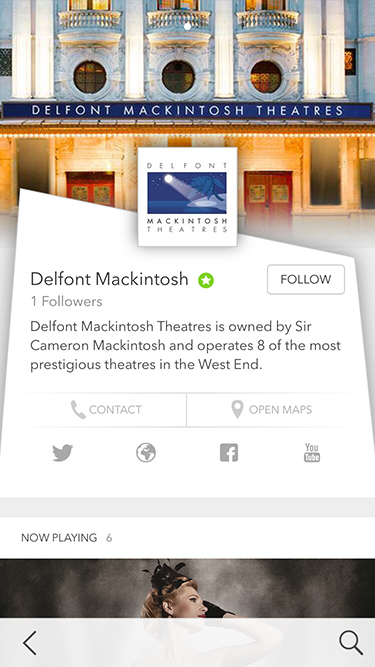 DELFONT MACKINTOSH THEATRES
DELFONT
MACKINTOSH
THEATRES
Delfont Mackintosh
FOLLOW
1 Followers
Delfont Mackintosh Theatres is owned by Sir
Cameron Mackintosh and operates 8 of the most
prestigious theatres in the West End.
CONTACT
OPEN MAPS
You
Tube
NOW PLAYING 6